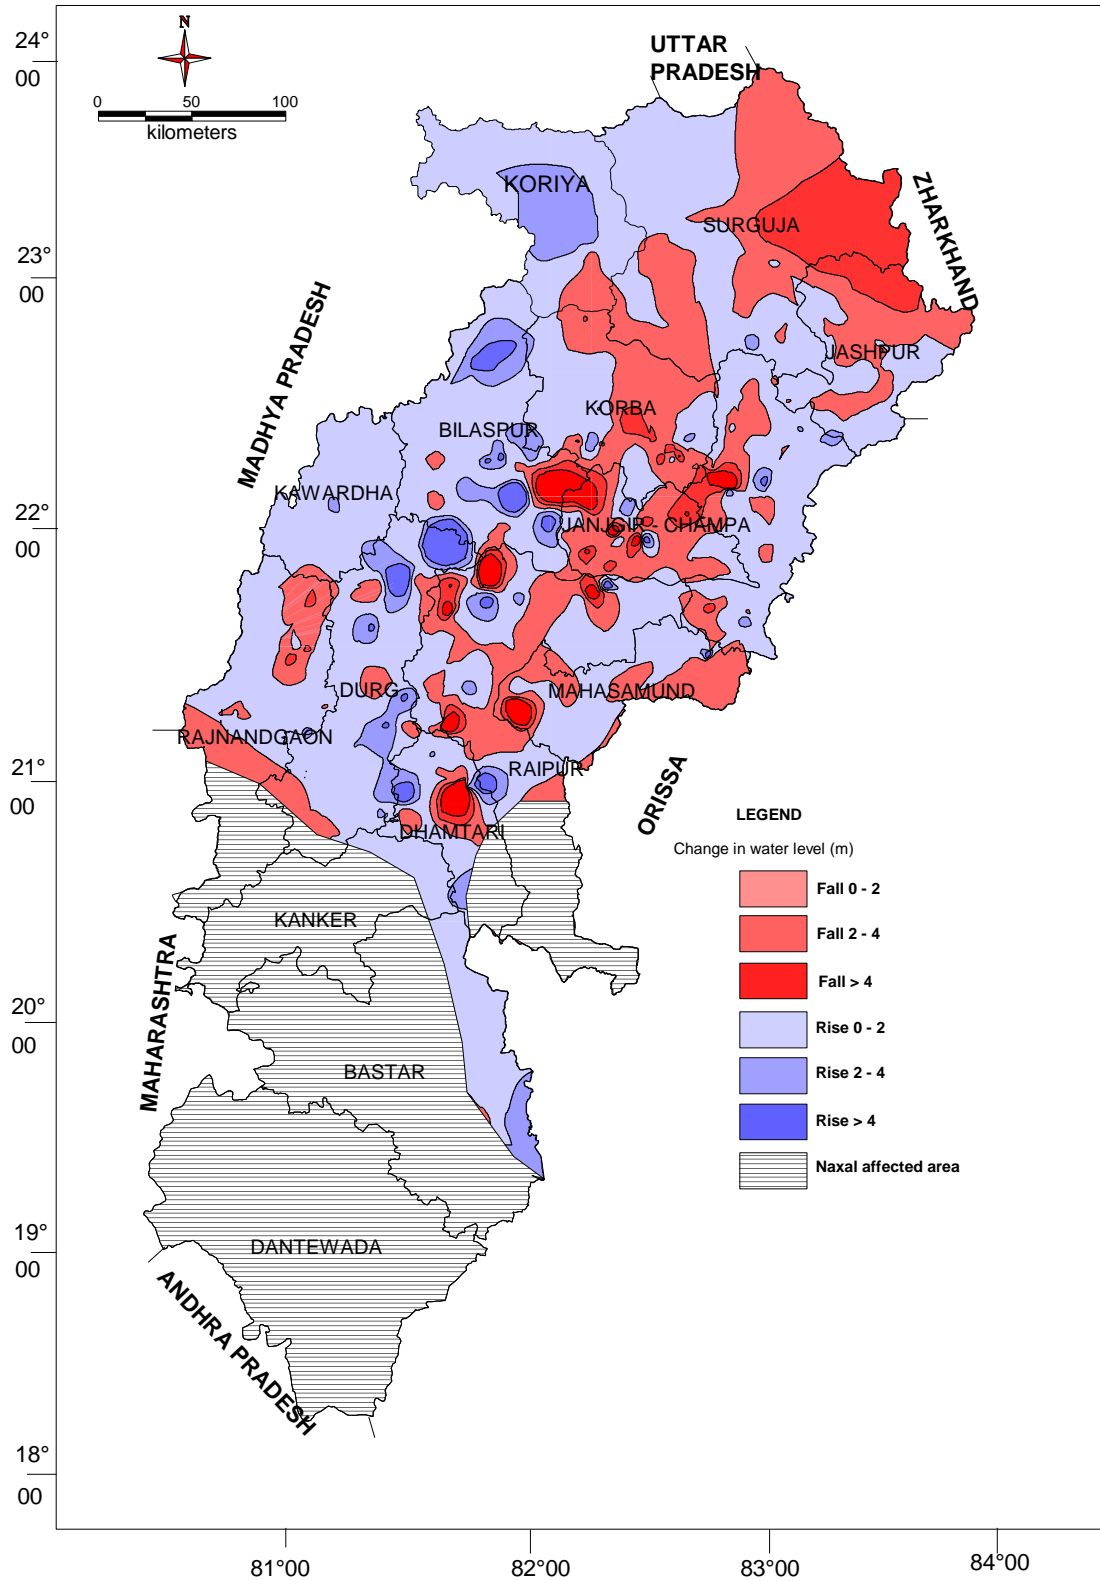 N
24°
00
0 50 100
kilometers
UTTAR
PRADESH
KORIYA
ZHARKHAND
SURGUJA
23°
00
MADHYA PRADESH
JASHPUR
KORBA
BILASPUR
KAWARDHA
22°
00
JANJGIR - CHAMPA
DURG
MAHASAMUND
RAJNANDGAON
RAIPUR
21°
00
ORISSA
DHAMTARI
LEGEND
Change in water level (m)
Fall 0 - 2
Fall 2 - 4
Fall > 4
Rise 0 - 2
Rise 2 - 4
Rise > 4
Naxal affected area
KANKER
MAHARASHTRA
20°
00
BASTAR
19°
00
DANTEWADA
ANDHRA PRADESH
18°
00
81°00 82°00 83°00 84°00